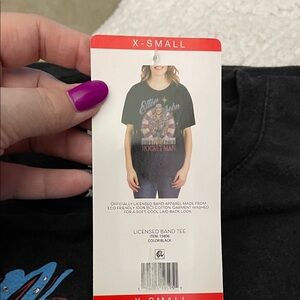 X-SMALL
Elton John
ROCKET MAN
OFFICIALLY LICENSED BAND APPAREL MADE FROM
ECO-FRIENDLY 100% BCI COTTON. GARMENT WASHED
FOR A SOFT, COOL LAID-BACK LOOK.
LICENSED BAND TEE
COLOR:BLACK
X-SMALL